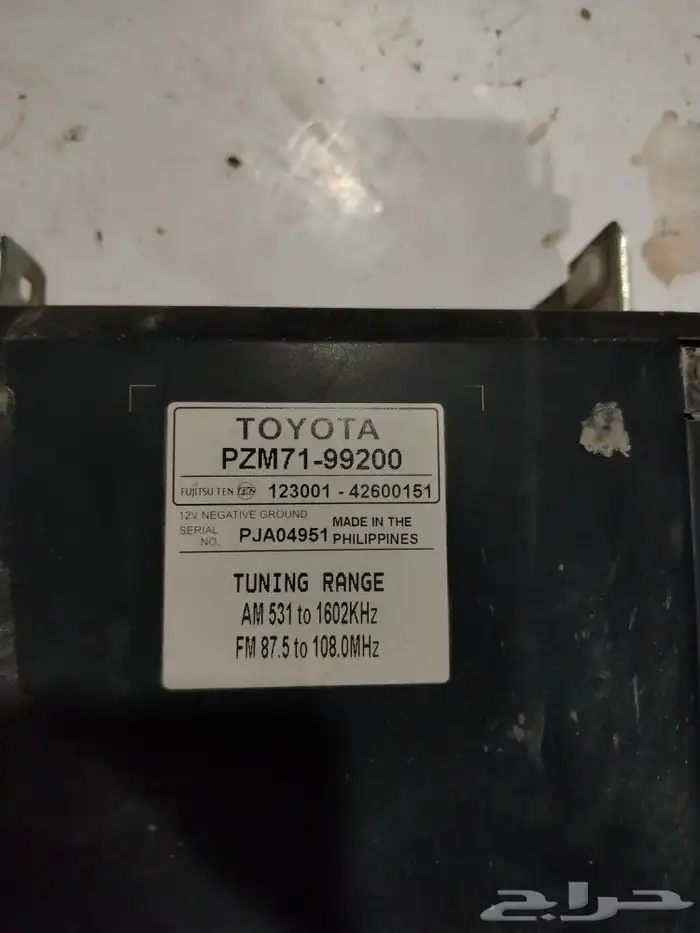 TOYOTA
PZM71-99200
FUJITSU TEN TEN 123001 - 42600151
12V NEGATIVE GROUND
SERIAL NO. PJA04951 MADE IN THE PHILIPPINES
TUNING RANGE
AM 531 to 1602KHz
FM 87.5 to 108.0MHz
حراج